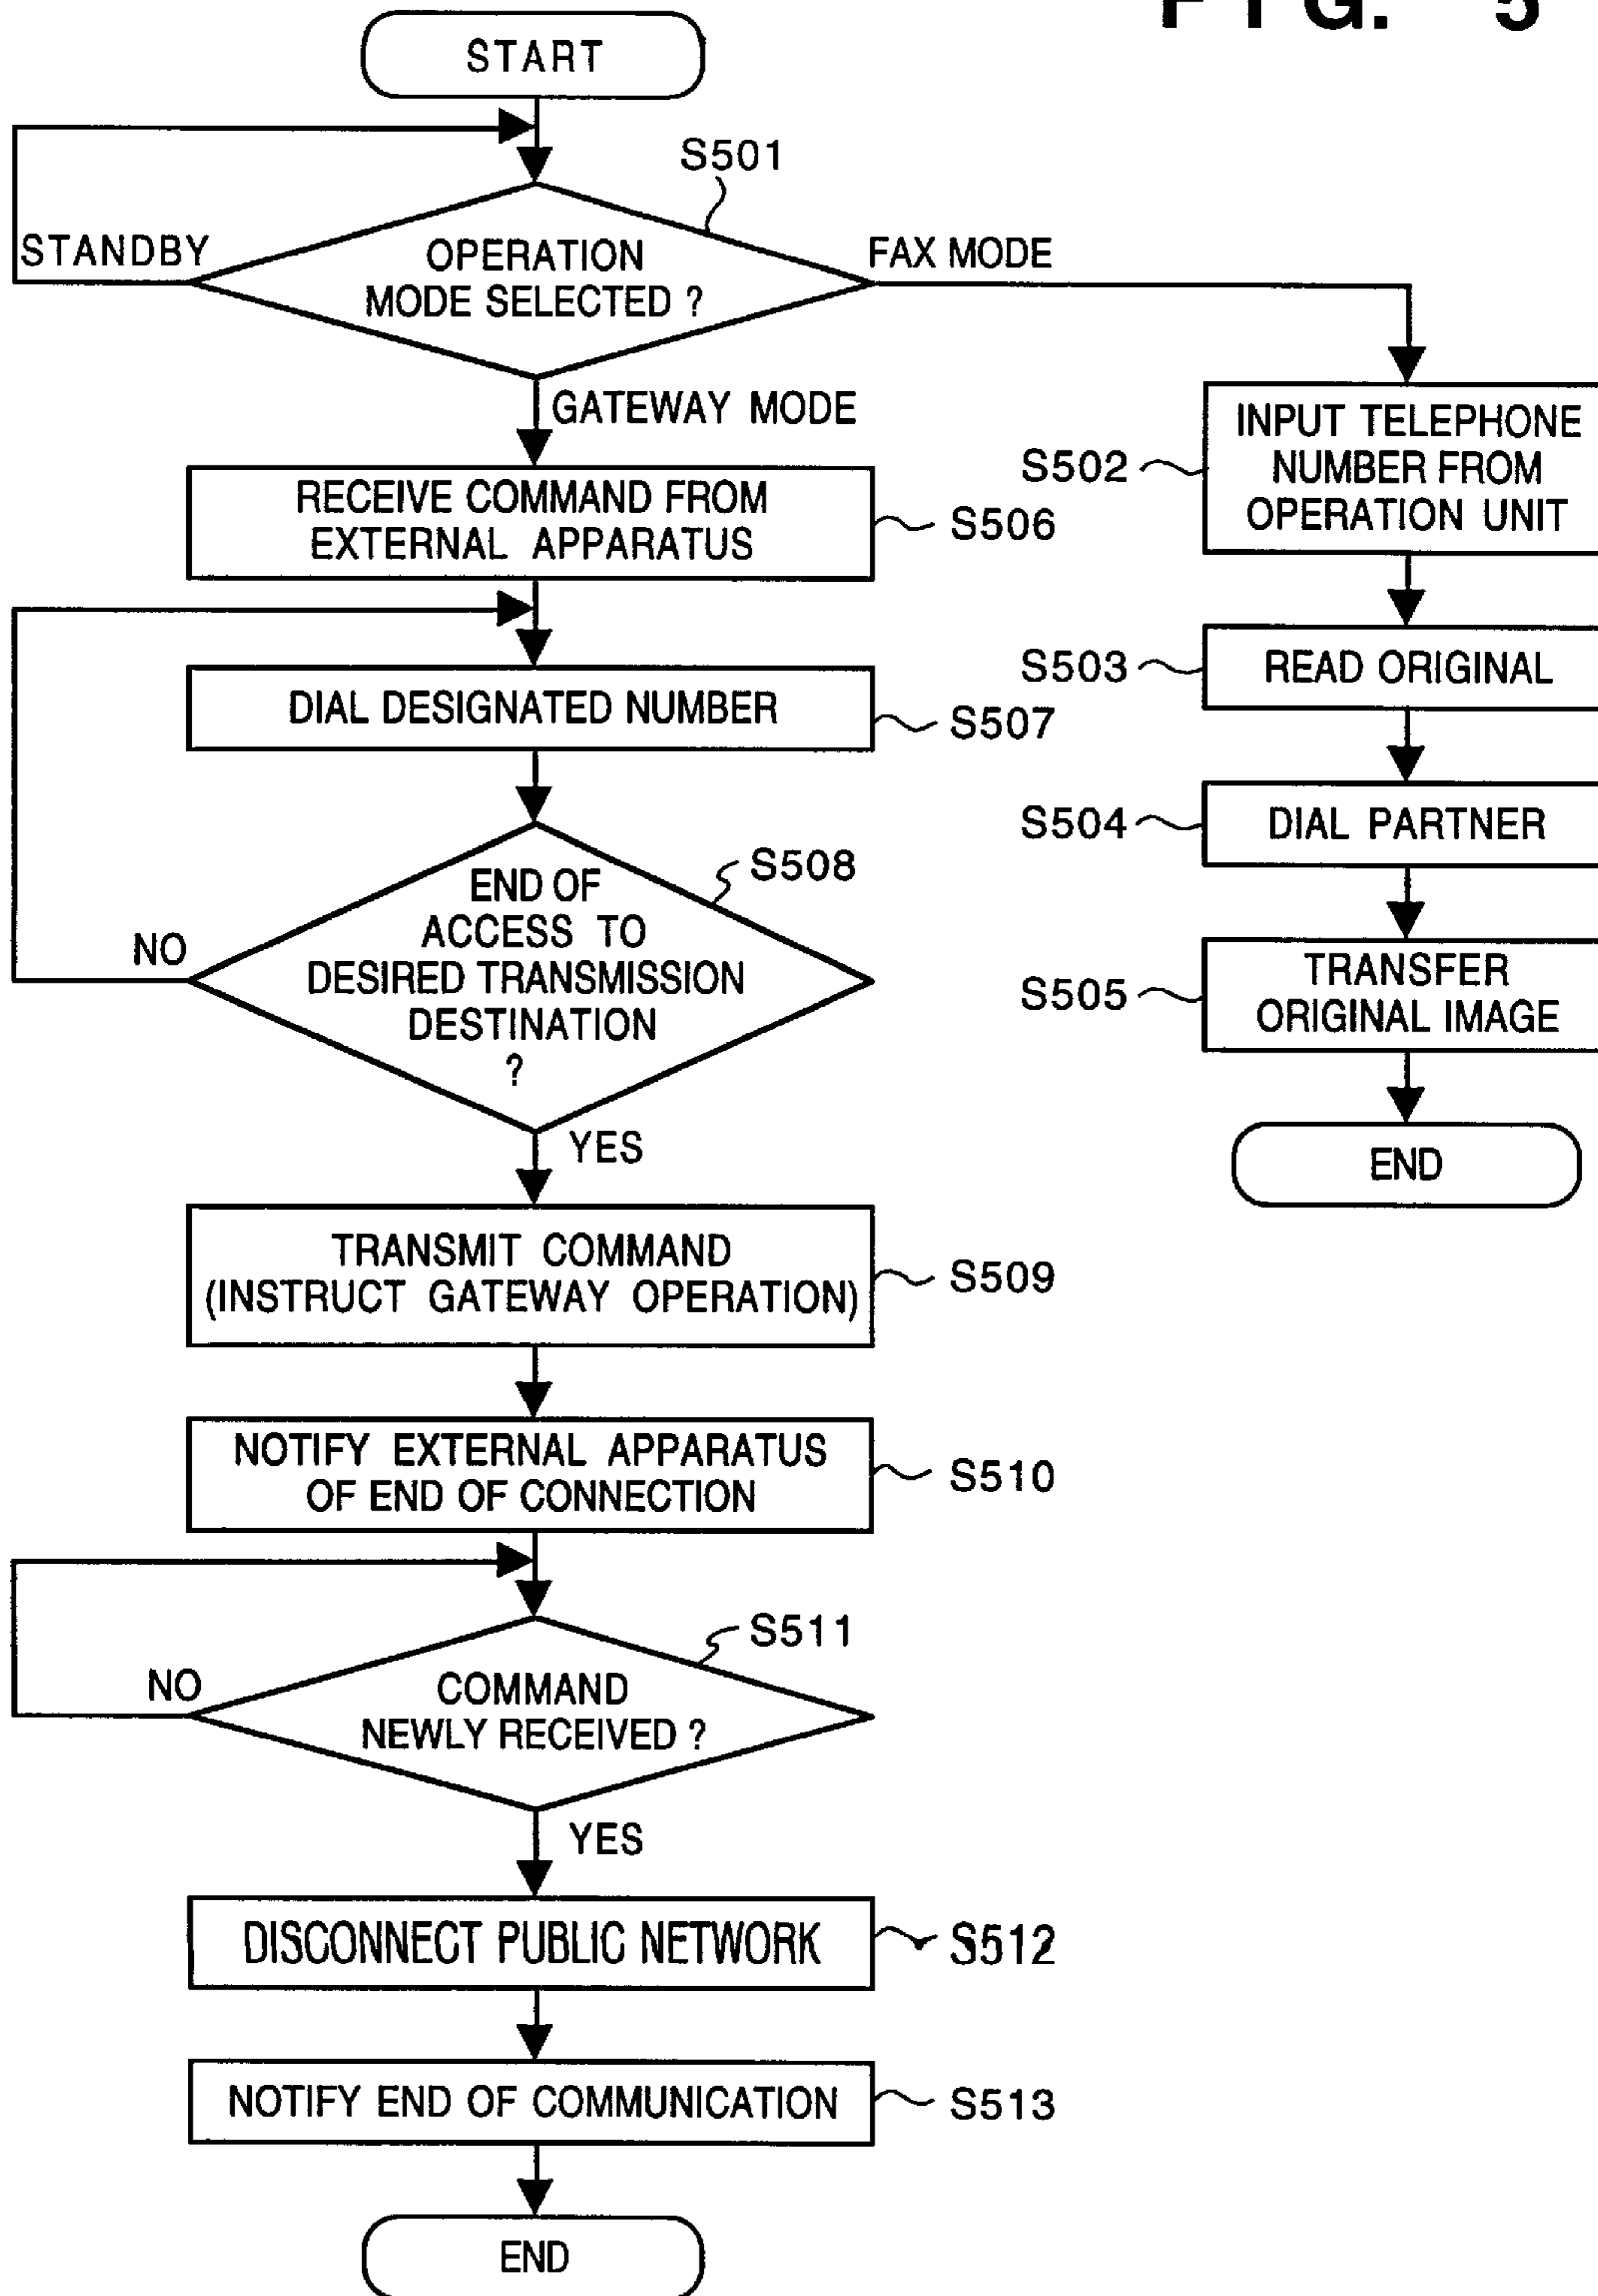 FIG. 5
START
S501
STANDBY
OPERATION
MODE SELECTED ?
FAX MODE
GATEWAY MODE
INPUT TELEPHONE
NUMBER FROM
OPERATION UNIT
S502
RECEIVE COMMAND FROM
EXTERNAL APPARATUS
S506
S503
READ ORIGINAL
DIAL DESIGNATED NUMBER
S507
S504
DIAL PARTNER
S508
END OF
ACCESS TO
DESIRED TRANSMISSION
DESTINATION
?
NO
S505
TRANSFER
ORIGINAL IMAGE
YES
END
TRANSMIT COMMAND
(INSTRUCT GATEWAY OPERATION)
S509
NOTIFY EXTERNAL APPARATUS
OF END OF CONNECTION
S510
S511
NO
COMMAND
NEWLY RECEIVED ?
YES
DISCONNECT PUBLIC NETWORK
S512
NOTIFY END OF COMMUNICATION
S513
END